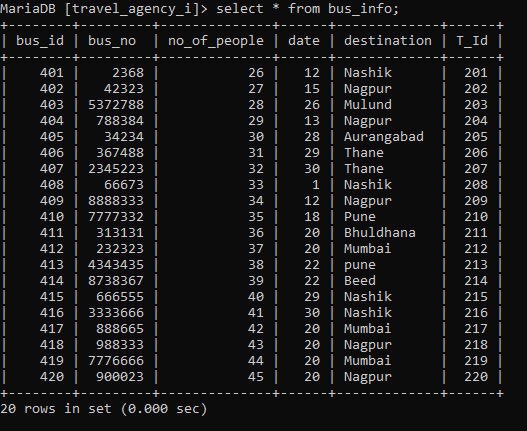 MariaDB [travel_agency_i]> select * from bus_info;
+--------+---------+--------------+------+-------------+------+
| bus_id | bus_no  | no_of_people | date | destination | T_Id |
+--------+---------+--------------+------+-------------+------+
|    401 |    2368 |           26 |   12 | Nashik      |  201 |
|    402 |   42323 |           27 |   15 | Nagpur      |  202 |
|    403 | 5372788 |           28 |   26 | Mulund      |  203 |
|    404 |  788384 |           29 |   13 | Nagpur      |  204 |
|    405 |   34234 |           30 |   28 | Aurangabad  |  205 |
|    406 |  367488 |           31 |   29 | Thane       |  206 |
|    407 | 2345223 |           32 |   30 | Thane       |  207 |
|    408 |   66673 |           33 |    1 | Nashik      |  208 |
|    409 | 8888333 |           34 |   12 | Nagpur      |  209 |
|    410 | 7777332 |           35 |   18 | Pune        |  210 |
|    411 |  313131 |           36 |   20 | Bhuldhana   |  211 |
|    412 |  232323 |           37 |   20 | Mumbai      |  212 |
|    413 | 4343435 |           38 |   22 | pune        |  213 |
|    414 | 8738367 |           39 |   22 | Beed        |  214 |
|    415 |  666555 |           40 |   29 | Nashik      |  215 |
|    416 | 3333666 |           41 |   30 | Nashik      |  216 |
|    417 |  888665 |           42 |   20 | Mumbai      |  217 |
|    418 |  988333 |           43 |   20 | Nagpur      |  218 |
|    419 | 7776666 |           44 |   20 | Mumbai      |  219 |
|    420 |  900023 |           45 |   20 | Nagpur      |  220 |
+--------+---------+--------------+------+-------------+------+
20 rows in set (0.000 sec)